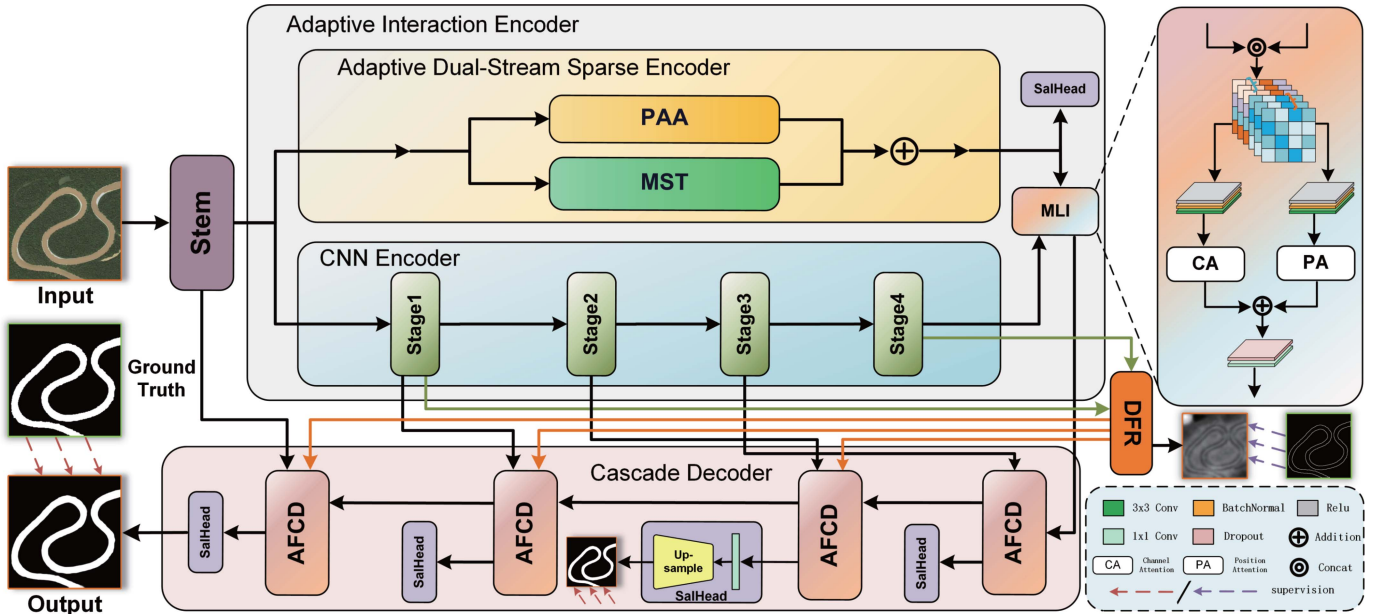 Adaptive Interaction Encoder
Adaptive Dual-Stream Sparse Encoder
PAA
MST
SalHead
MLI
Stem
Input
CNN Encoder
Stage1
Stage2
Stage3
Stage4
Ground
Truth
DFR
CA
PA
Cascade Decoder
AFCD
AFCD
AFCD
AFCD
SalHead
SalHead
Up-
sample
SalHead
SalHead
Output
3x3 Conv
BatchNormal
Relu
1x1 Conv
Dropout
Addition
CA
Channel
Attention
PA
Position
Attention
Concat
/
supervision